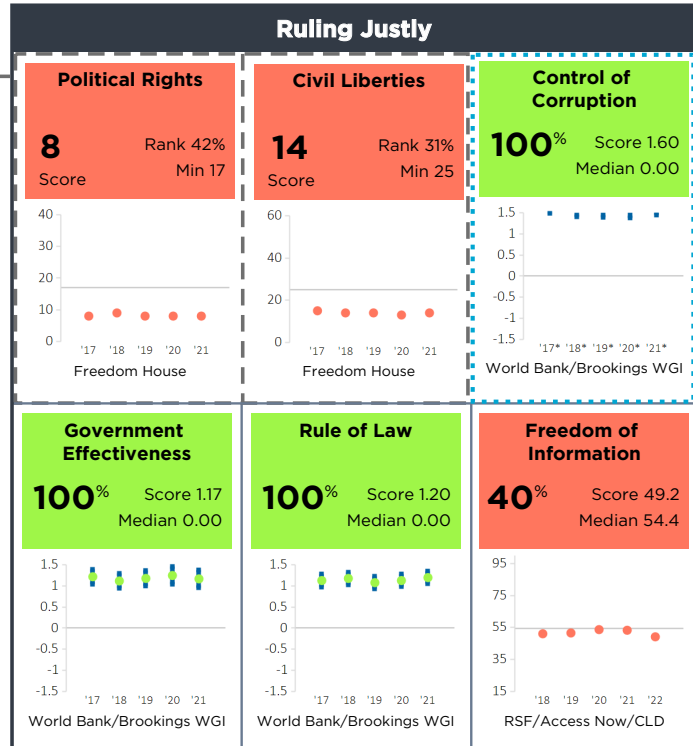 Ruling Justly
Political Rights
8
Score
Rank 42%
Min 17
40
30
20
10
0
'17 '18 '19 '20 '21
Freedom House
Civil Liberties
14
Score
Rank 31%
Min 25
60
40
20
0
'17 '18 '19 '20 '21
Freedom House
Control of
Corruption
100%
Score 1.60
Median 0.00
1.5
1
0.5
0
-0.5
-1
-1.5
'17* '18* '19* '20* '21*
World Bank/Brookings WGI
Government
Effectiveness
100%
Score 1.17
Median 0.00
1.5
1
0.5
0
-0.5
-1
-1.5
'17 '18 '19 '20 '21
World Bank/Brookings WGI
Rule of Law
100%
Score 1.20
Median 0.00
1.5
1
0.5
0
-0.5
-1
-1.5
'17 '18 '19 '20 '21
World Bank/Brookings WGI
Freedom of
Information
40%
Score 49.2
Median 54.4
95
75
55
35
15
'18 '19 '20 '21 '22
RSF/Access Now/CLD